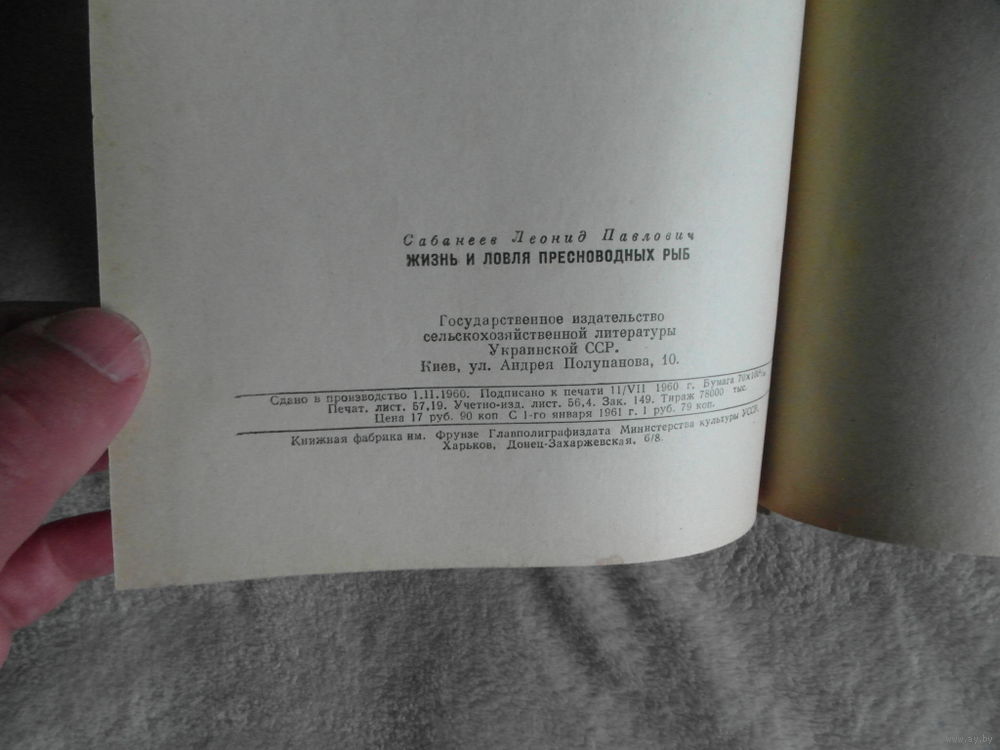 Сабанеев Леонид Павлович
ЖИЗНЬ И ЛОВЛЯ ПРЕСНОВОДНЫХ РЫБ
Государственное издательство
сельскохозяйственной литературы
Украинской ССР.
Киев, ул. Андрея Полупанова, 10.
Сдано в производство 1.II.1960. Подписано к печати 11/VII 1960 г. Бумага
Печат. лист. 57,19. Учетно-изд. лист. 56,4. Зак. 149. Тираж 78000 тыс.
Цена 17 руб. 90 коп. С 1-го января 1961 г. 1 руб. 79 коп.
Книжная фабрика им. Фрунзе Главполиграфиздата Министерства культуры УССР.
Харьков, Донец-Захаржевская. 6/8.
www.ay.by